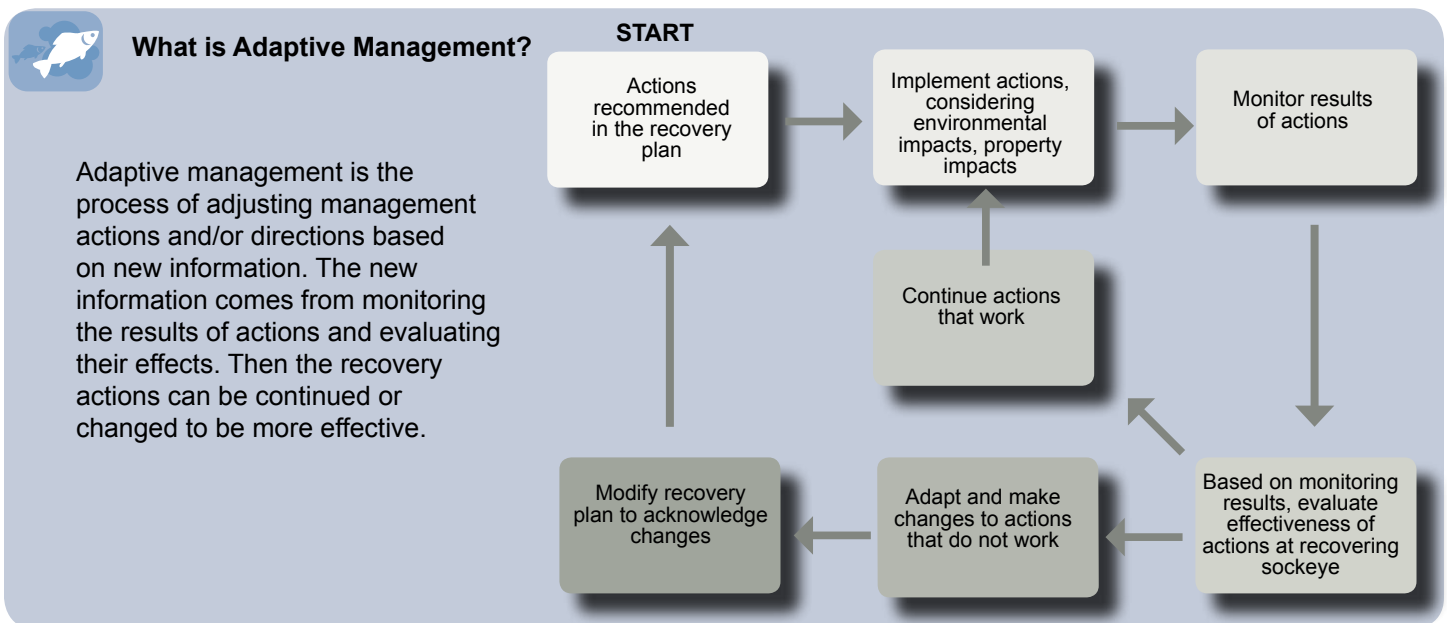 What is Adaptive Management?
Adaptive management is the
process of adjusting management
actions and/or directions based
on new information. The new
information comes from monitoring
the results of actions and evaluating
their effects. Then the recovery
actions can be continued or
changed to be more effective.
START
Actions
recommended
in the recovery
plan
Implement actions,
considering
environmental
impacts, property
impacts
Monitor results
of actions
Continue actions
that work
Based on monitoring
results, evaluate
effectiveness of
actions at recovering
sockeye
Adapt and make
changes to actions
that do not work
Modify recovery
plan to acknowledge
changes